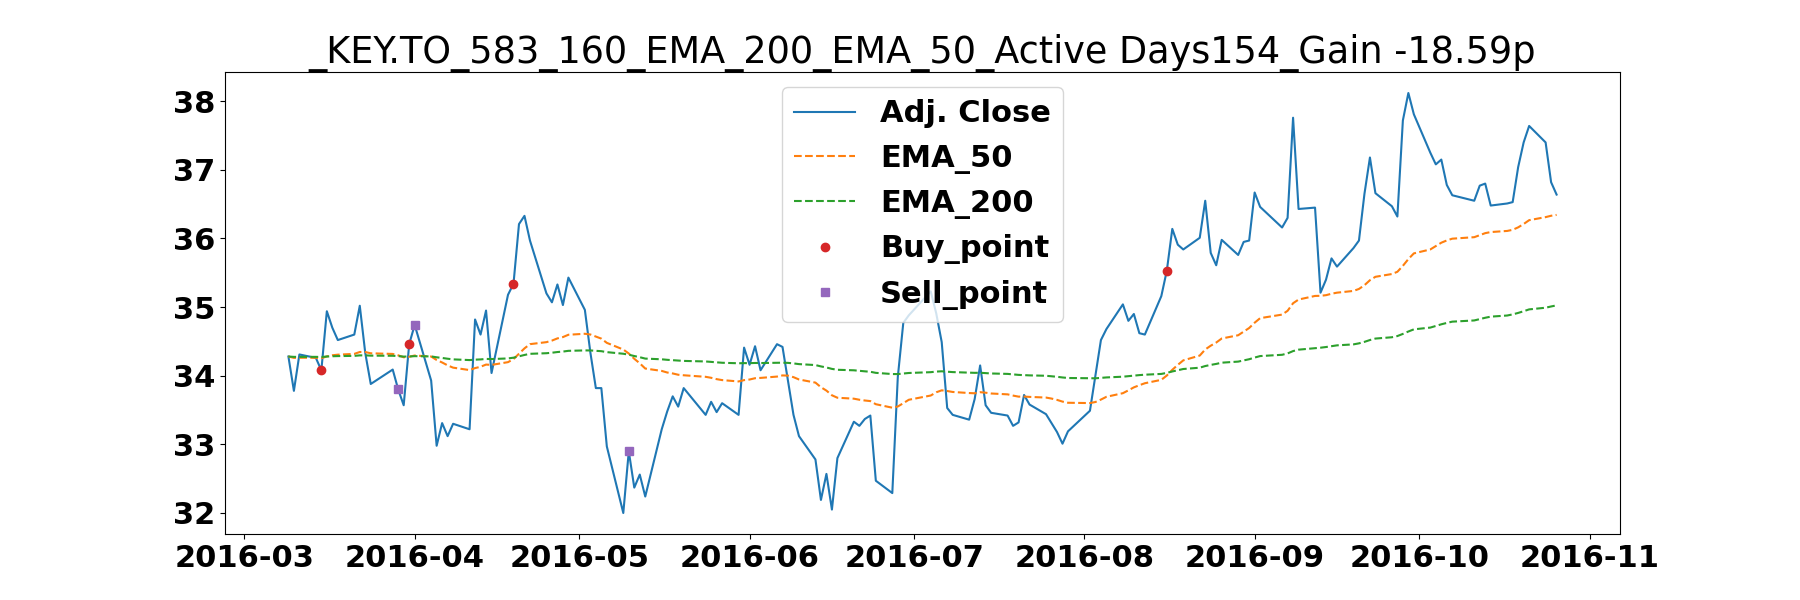 _KEY.TO_583_160_EMA_200_EMA_50_Active Days154_Gain -18.59p
38
37
36
35
34
33
32
Adj. Close
EMA_50
EMA_200
Buy_point
Sell_point
2016-03 2016-04 2016-05 2016-06 2016-07 2016-08 2016-09 2016-10 2016-11